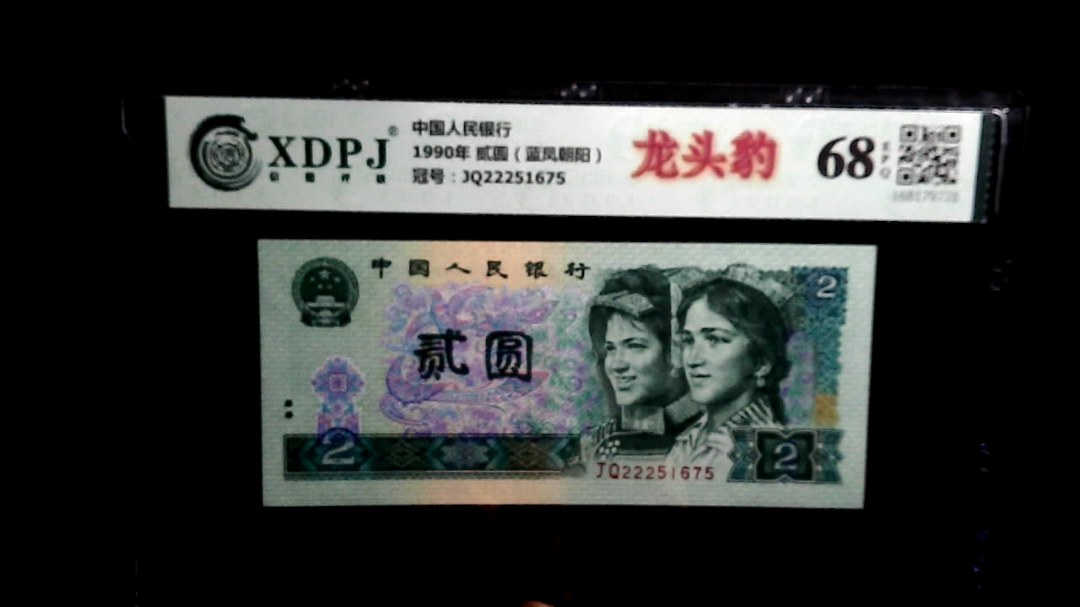 XDPJ®
中国人民银行
1990年 贰圆（蓝凤朝阳）
冠号：JQ22251675
龙头豹
68
EPQ
中国人民银行
贰圆
2
2
2
JQ22251675